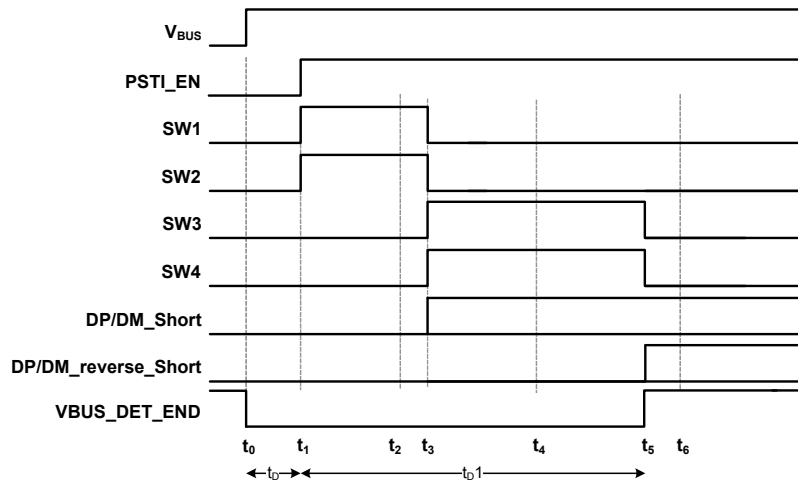 VBUS
PSTI_EN
SW1
SW2
SW3
SW4
DP/DM_Short
DP/DM_reverse_Short
VBUS_DET_END
t0 t1 t2 t3 t4 t5 t6
tD tD1